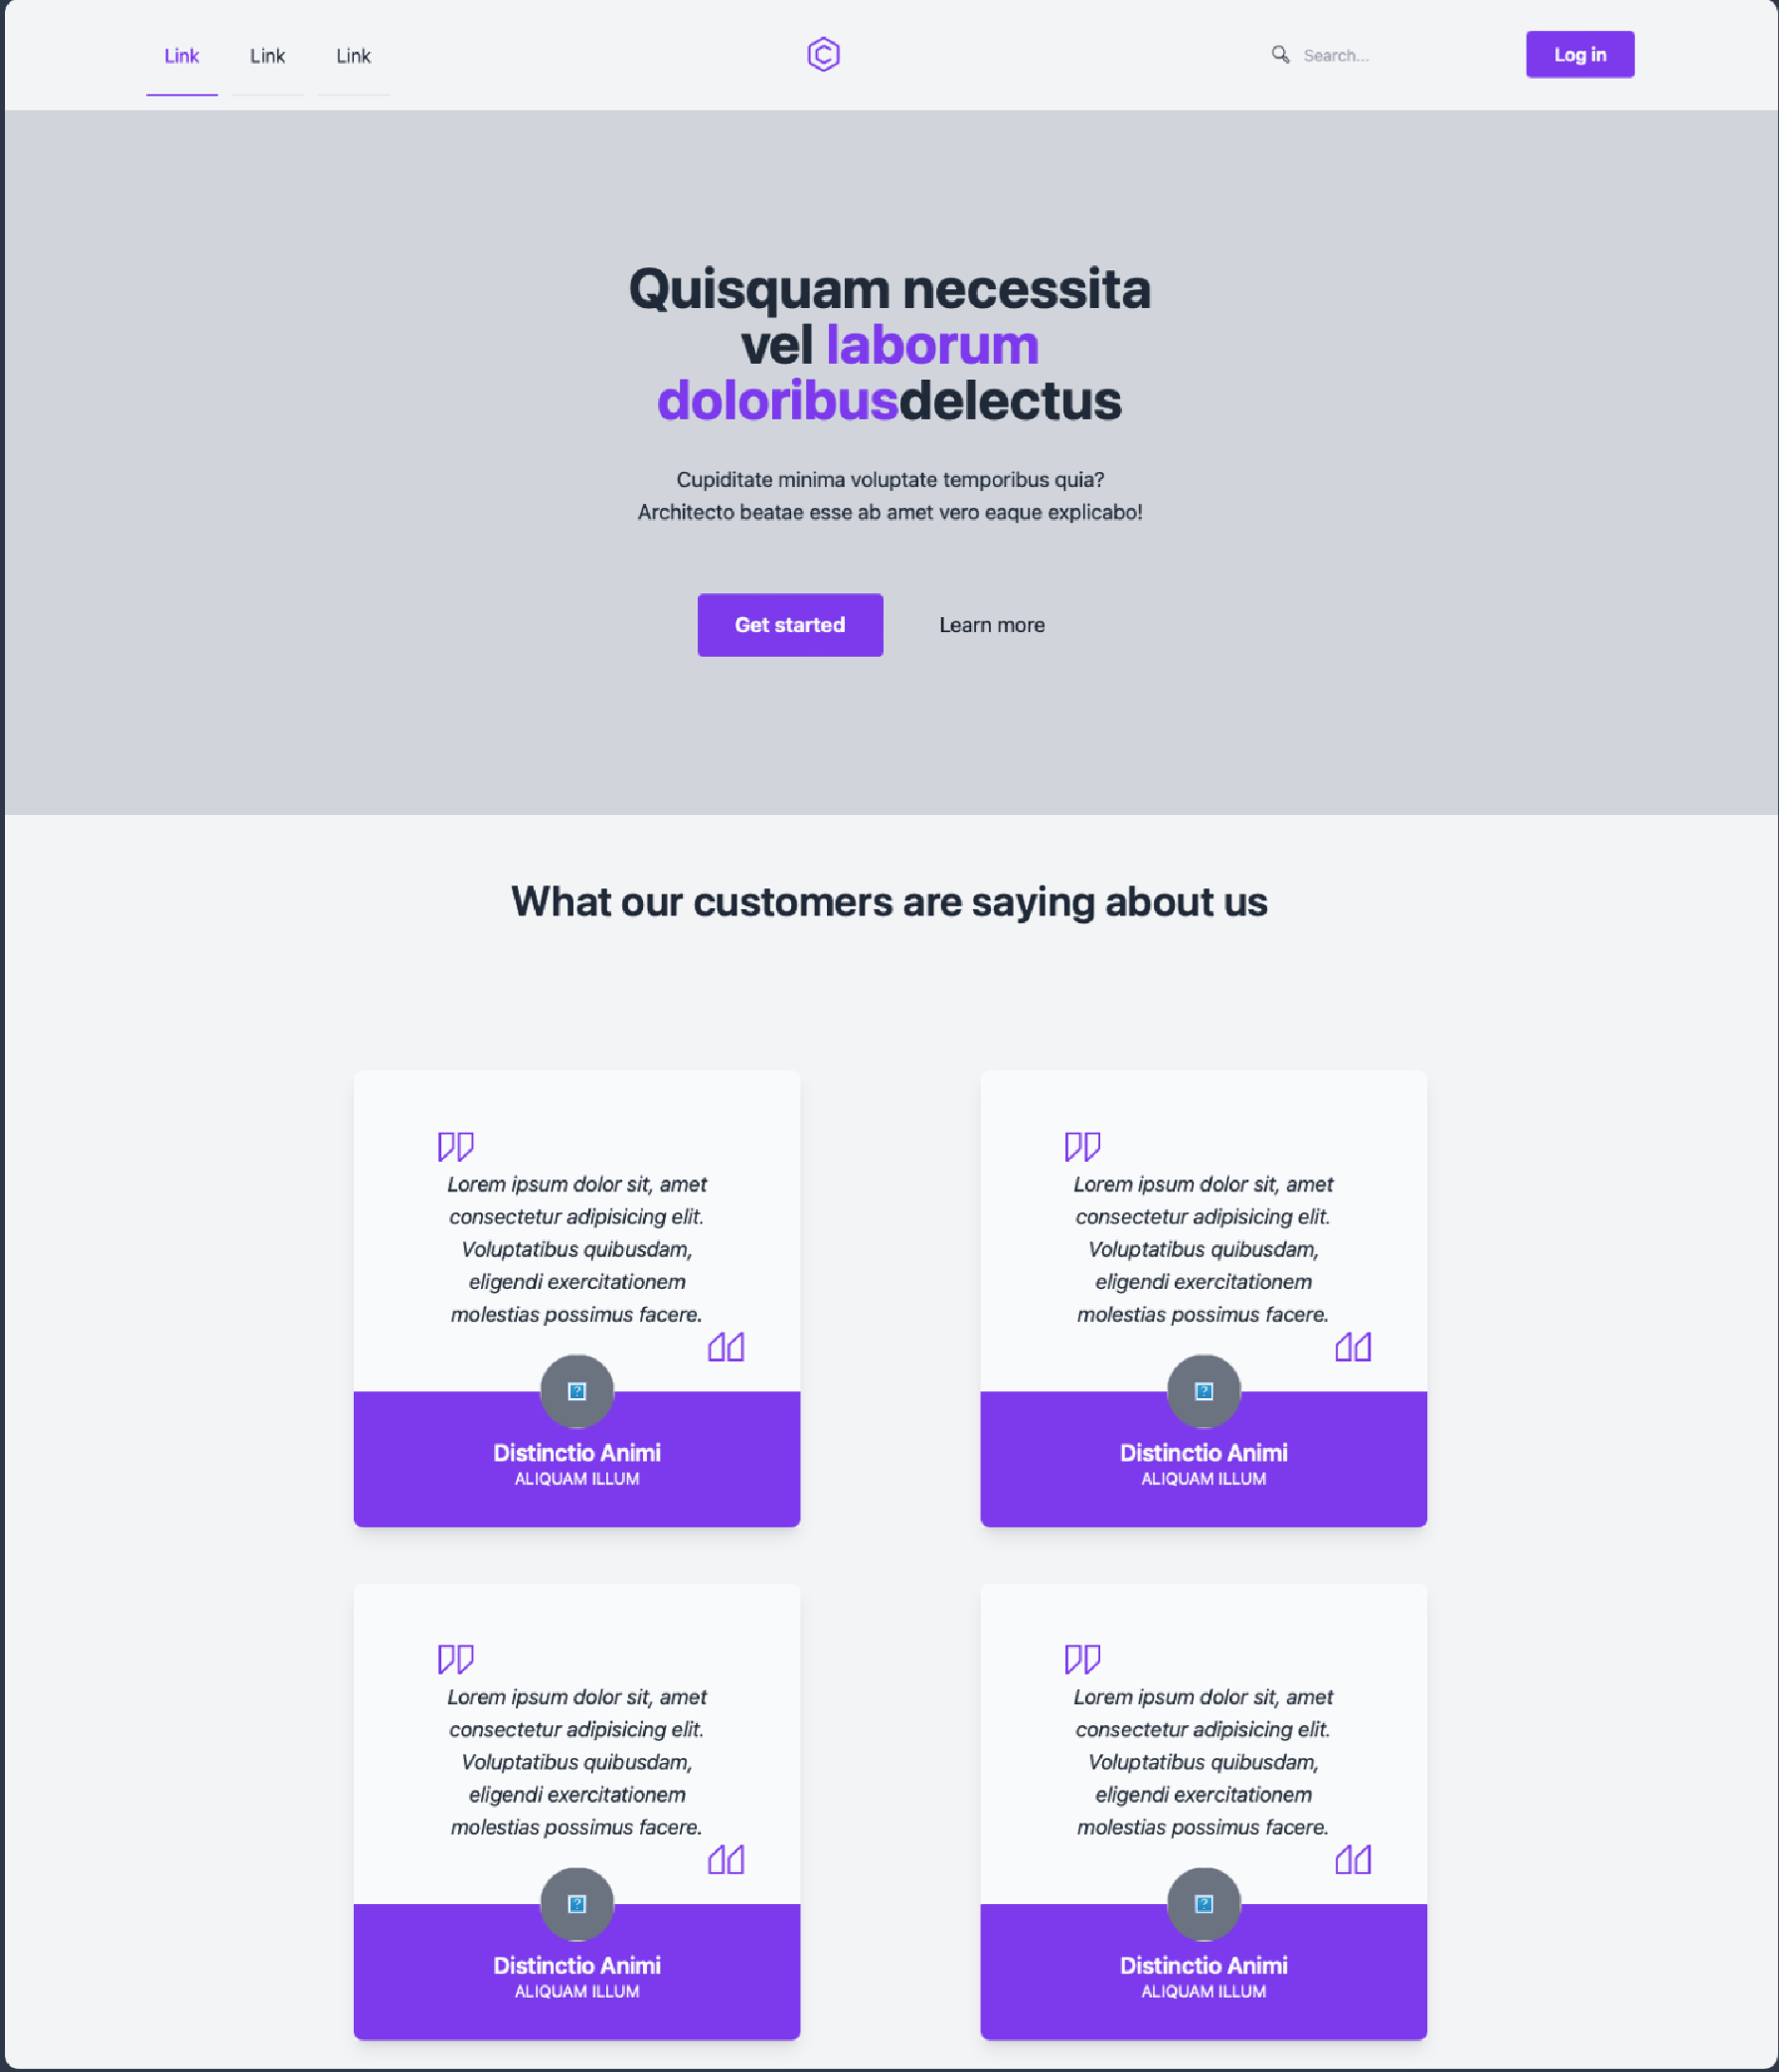 Link Link Link Search... Log in
Quisquam necessita
vel laborum
doloribusdelectus
Cupiditate minima voluptate temporibus quia?
Architecto beatae esse ab amet vero eaque explicabo!
Get started Learn more
What our customers are saying about us
Lorem ipsum dolor sit, amet
consectetur adipisicing elit.
Voluptatibus quibusdam,
eligendi exercitationem
molestias possimus facere.
Distinctio Animi
ALIQUAM ILLUM
Lorem ipsum dolor sit, amet
consectetur adipisicing elit.
Voluptatibus quibusdam,
eligendi exercitationem
molestias possimus facere.
Distinctio Animi
ALIQUAM ILLUM
Lorem ipsum dolor sit, amet
consectetur adipisicing elit.
Voluptatibus quibusdam,
eligendi exercitationem
molestias possimus facere.
Distinctio Animi
ALIQUAM ILLUM
Lorem ipsum dolor sit, amet
consectetur adipisicing elit.
Voluptatibus quibusdam,
eligendi exercitationem
molestias possimus facere.
Distinctio Animi
ALIQUAM ILLUM